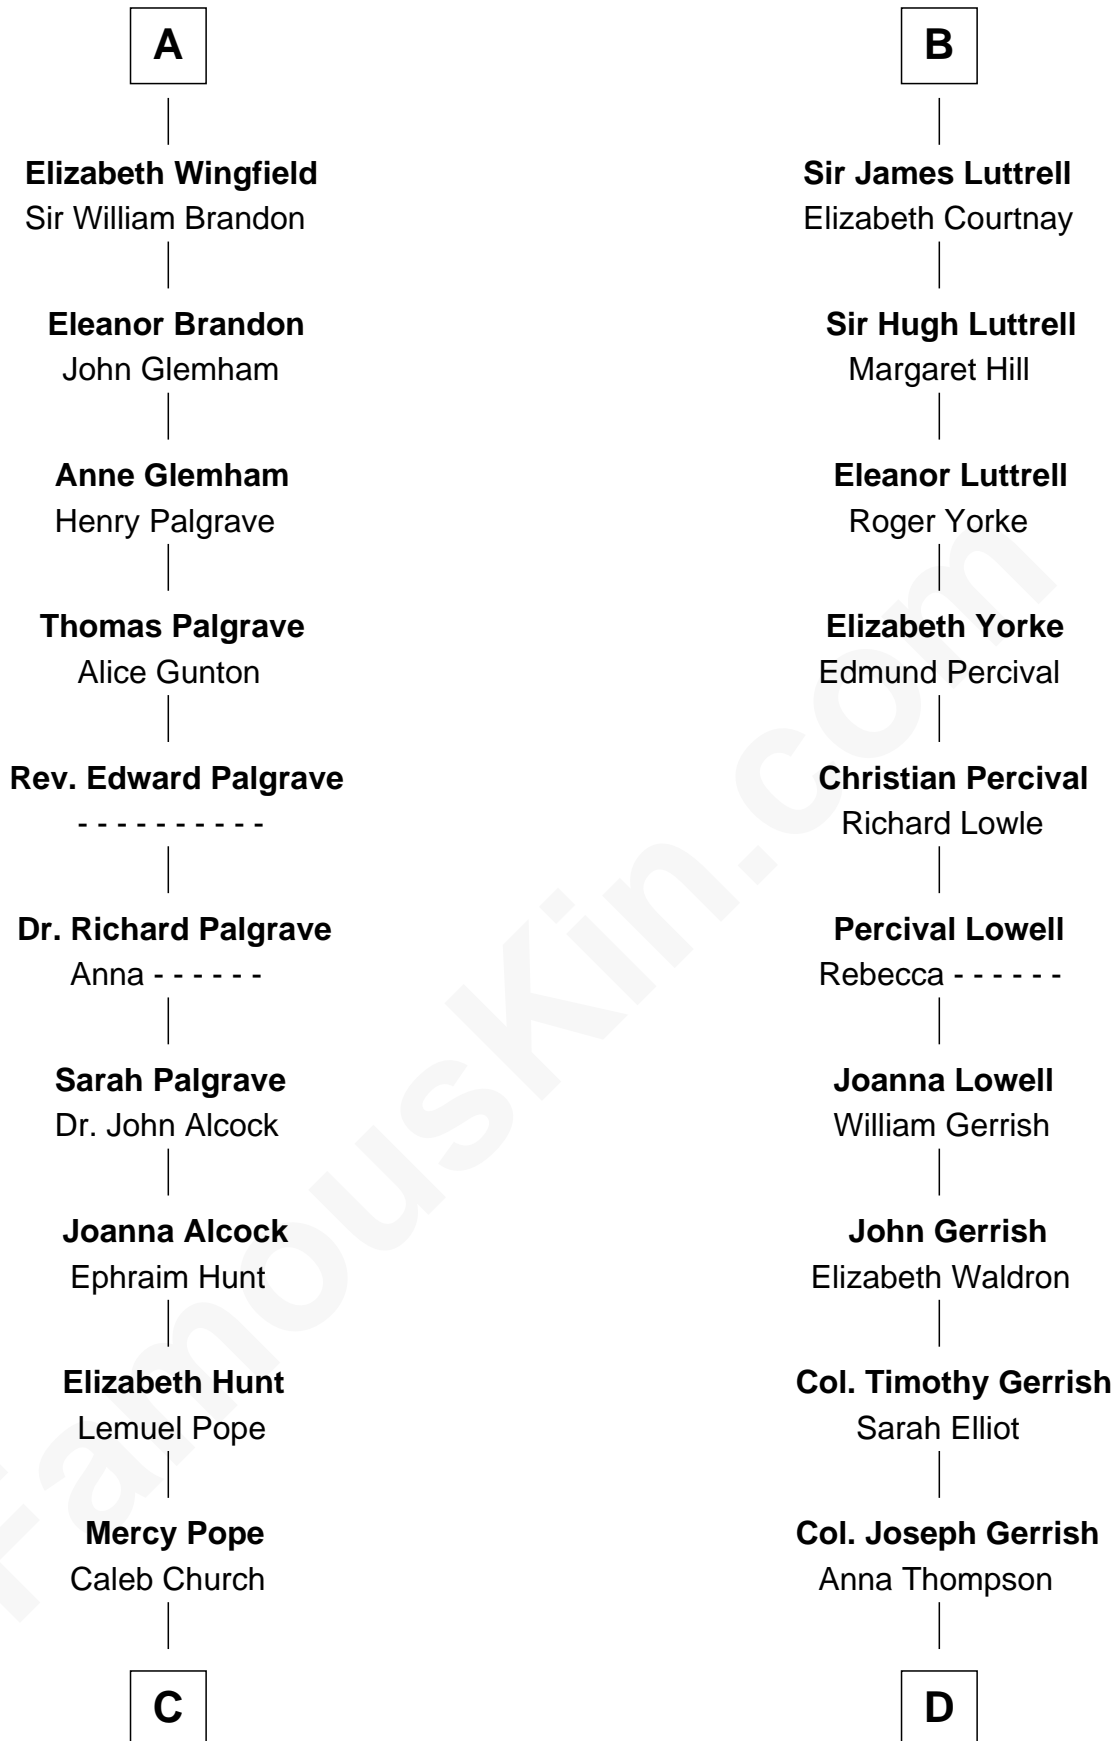 A
Elizabeth Wingfield
Sir William Brandon
Eleanor Brandon
John Glemham
Anne Glemham
Henry Palgrave
Thomas Palgrave
Alice Gunton
Rev. Edward Palgrave
- - - - - - - - - -
Dr. Richard Palgrave
Anna - - - - - -
Sarah Palgrave
Dr. John Alcock
Joanna Alcock
Ephraim Hunt
Elizabeth Hunt
Lemuel Pope
Mercy Pope
Caleb Church
C
B
Sir James Luttrell
Elizabeth Courtnay
Sir Hugh Luttrell
Margaret Hill
Eleanor Luttrell
Roger Yorke
Elizabeth Yorke
Edmund Percival
Christian Percival
Richard Lowle
Percival Lowell
Rebecca - - - - - -
Joanna Lowell
William Gerrish
John Gerrish
Elizabeth Waldron
Col. Timothy Gerrish
Sarah Elliot
Col. Joseph Gerrish
Anna Thompson
D
FamousKin.com